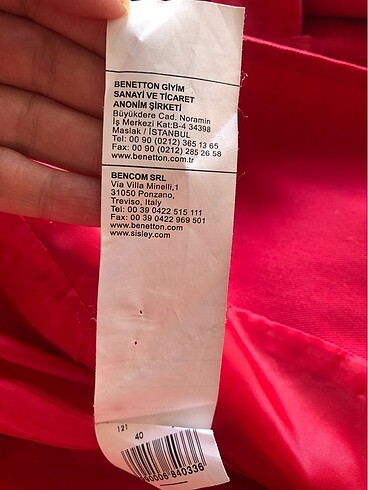 BENETTON GİYİM
SANAYİ VE TİCARET
ANONİM ŞİRKETİ
Büyükdere Cad. Noramin
İş Merkezi Kat:B-4 34398
Maslak / İSTANBUL
Tel: 00 90 (0212) 365 13 65
Fax: 00 90 (0212) 285 26 58
www.benetton.com.tr
BENCOM SRL
Via Villa Minelli,1
31050 Ponzano,
Treviso, Italy
Tel: 00 39 0422 515 111
Fax: 00 39 0422 969 501
www.benetton.com
www.sisley.com
121
40